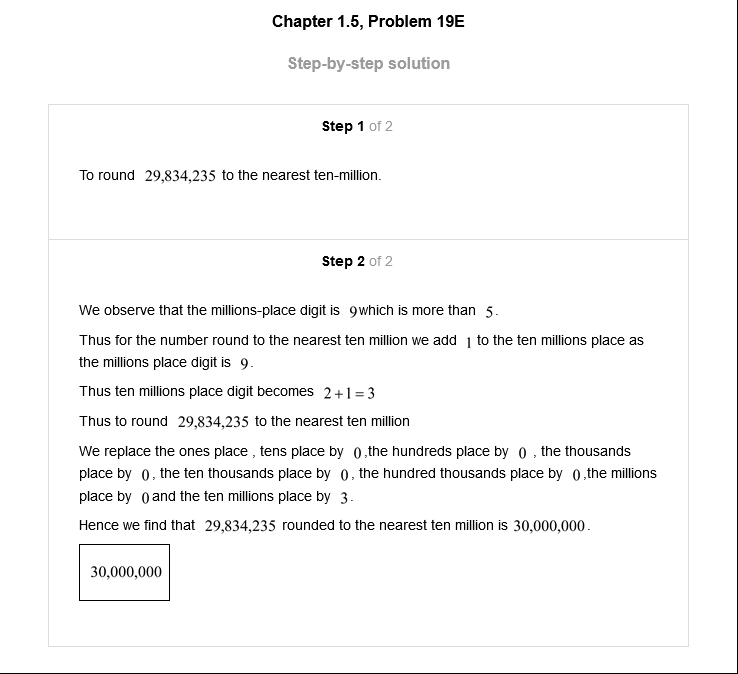 Chapter 1.5, Problem 19E
Step-by-step solution
Step 1 of 2
To round 29,834,235 to the nearest ten-million.
Step 2 of 2
We observe that the millions-place digit is 9which is more than 5.
Thus for the number round to the nearest ten million we add 1 to the ten millions place as
the millions place digit is 9.
Thus ten millions place digit becomes 2+1=3
Thus to round 29,834,235 to the nearest ten million
We replace the ones place , tens place by 0,the hundreds place by 0 , the thousands
place by 0, the ten thousands place by 0, the hundred thousands place by 0,the millions
place by 0and the ten millions place by 3.
Hence we find that 29,834,235 rounded to the nearest ten million is 30,000,000.
30,000,000